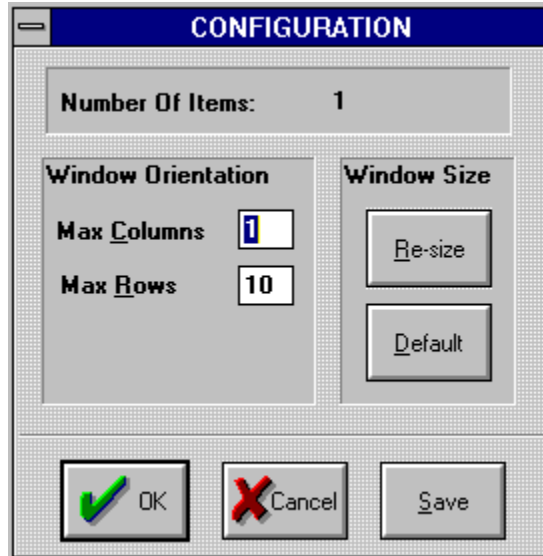 CONFIGURATION
Number Of Items: 1
Window Orientation
Max Columns 1
Max Rows 10
Window Size
Re-size
Default
OK
Cancel
Save